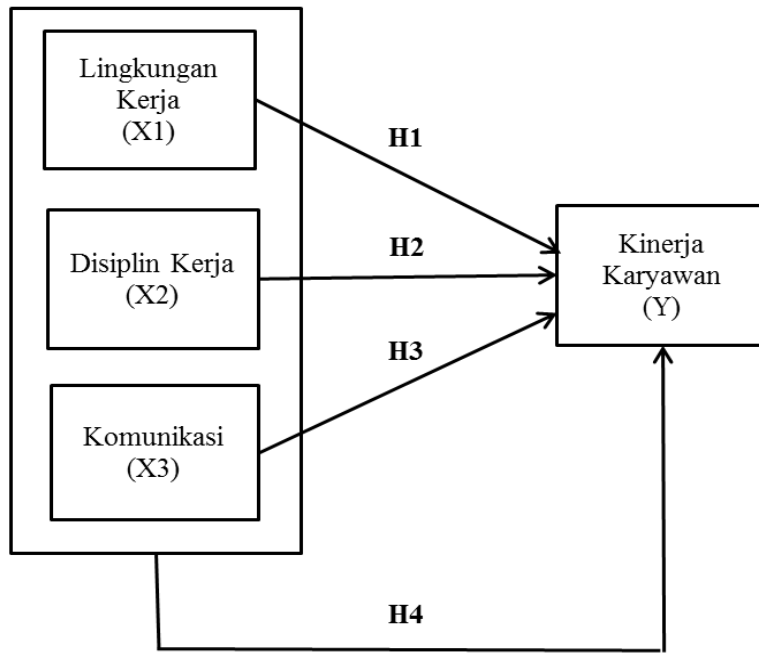 Lingkungan
Kerja
(X1)
H1
Disiplin Kerja
(X2)
H2
Kinerja
Karyawan
(Y)
H3
Komunikasi
(X3)
H4